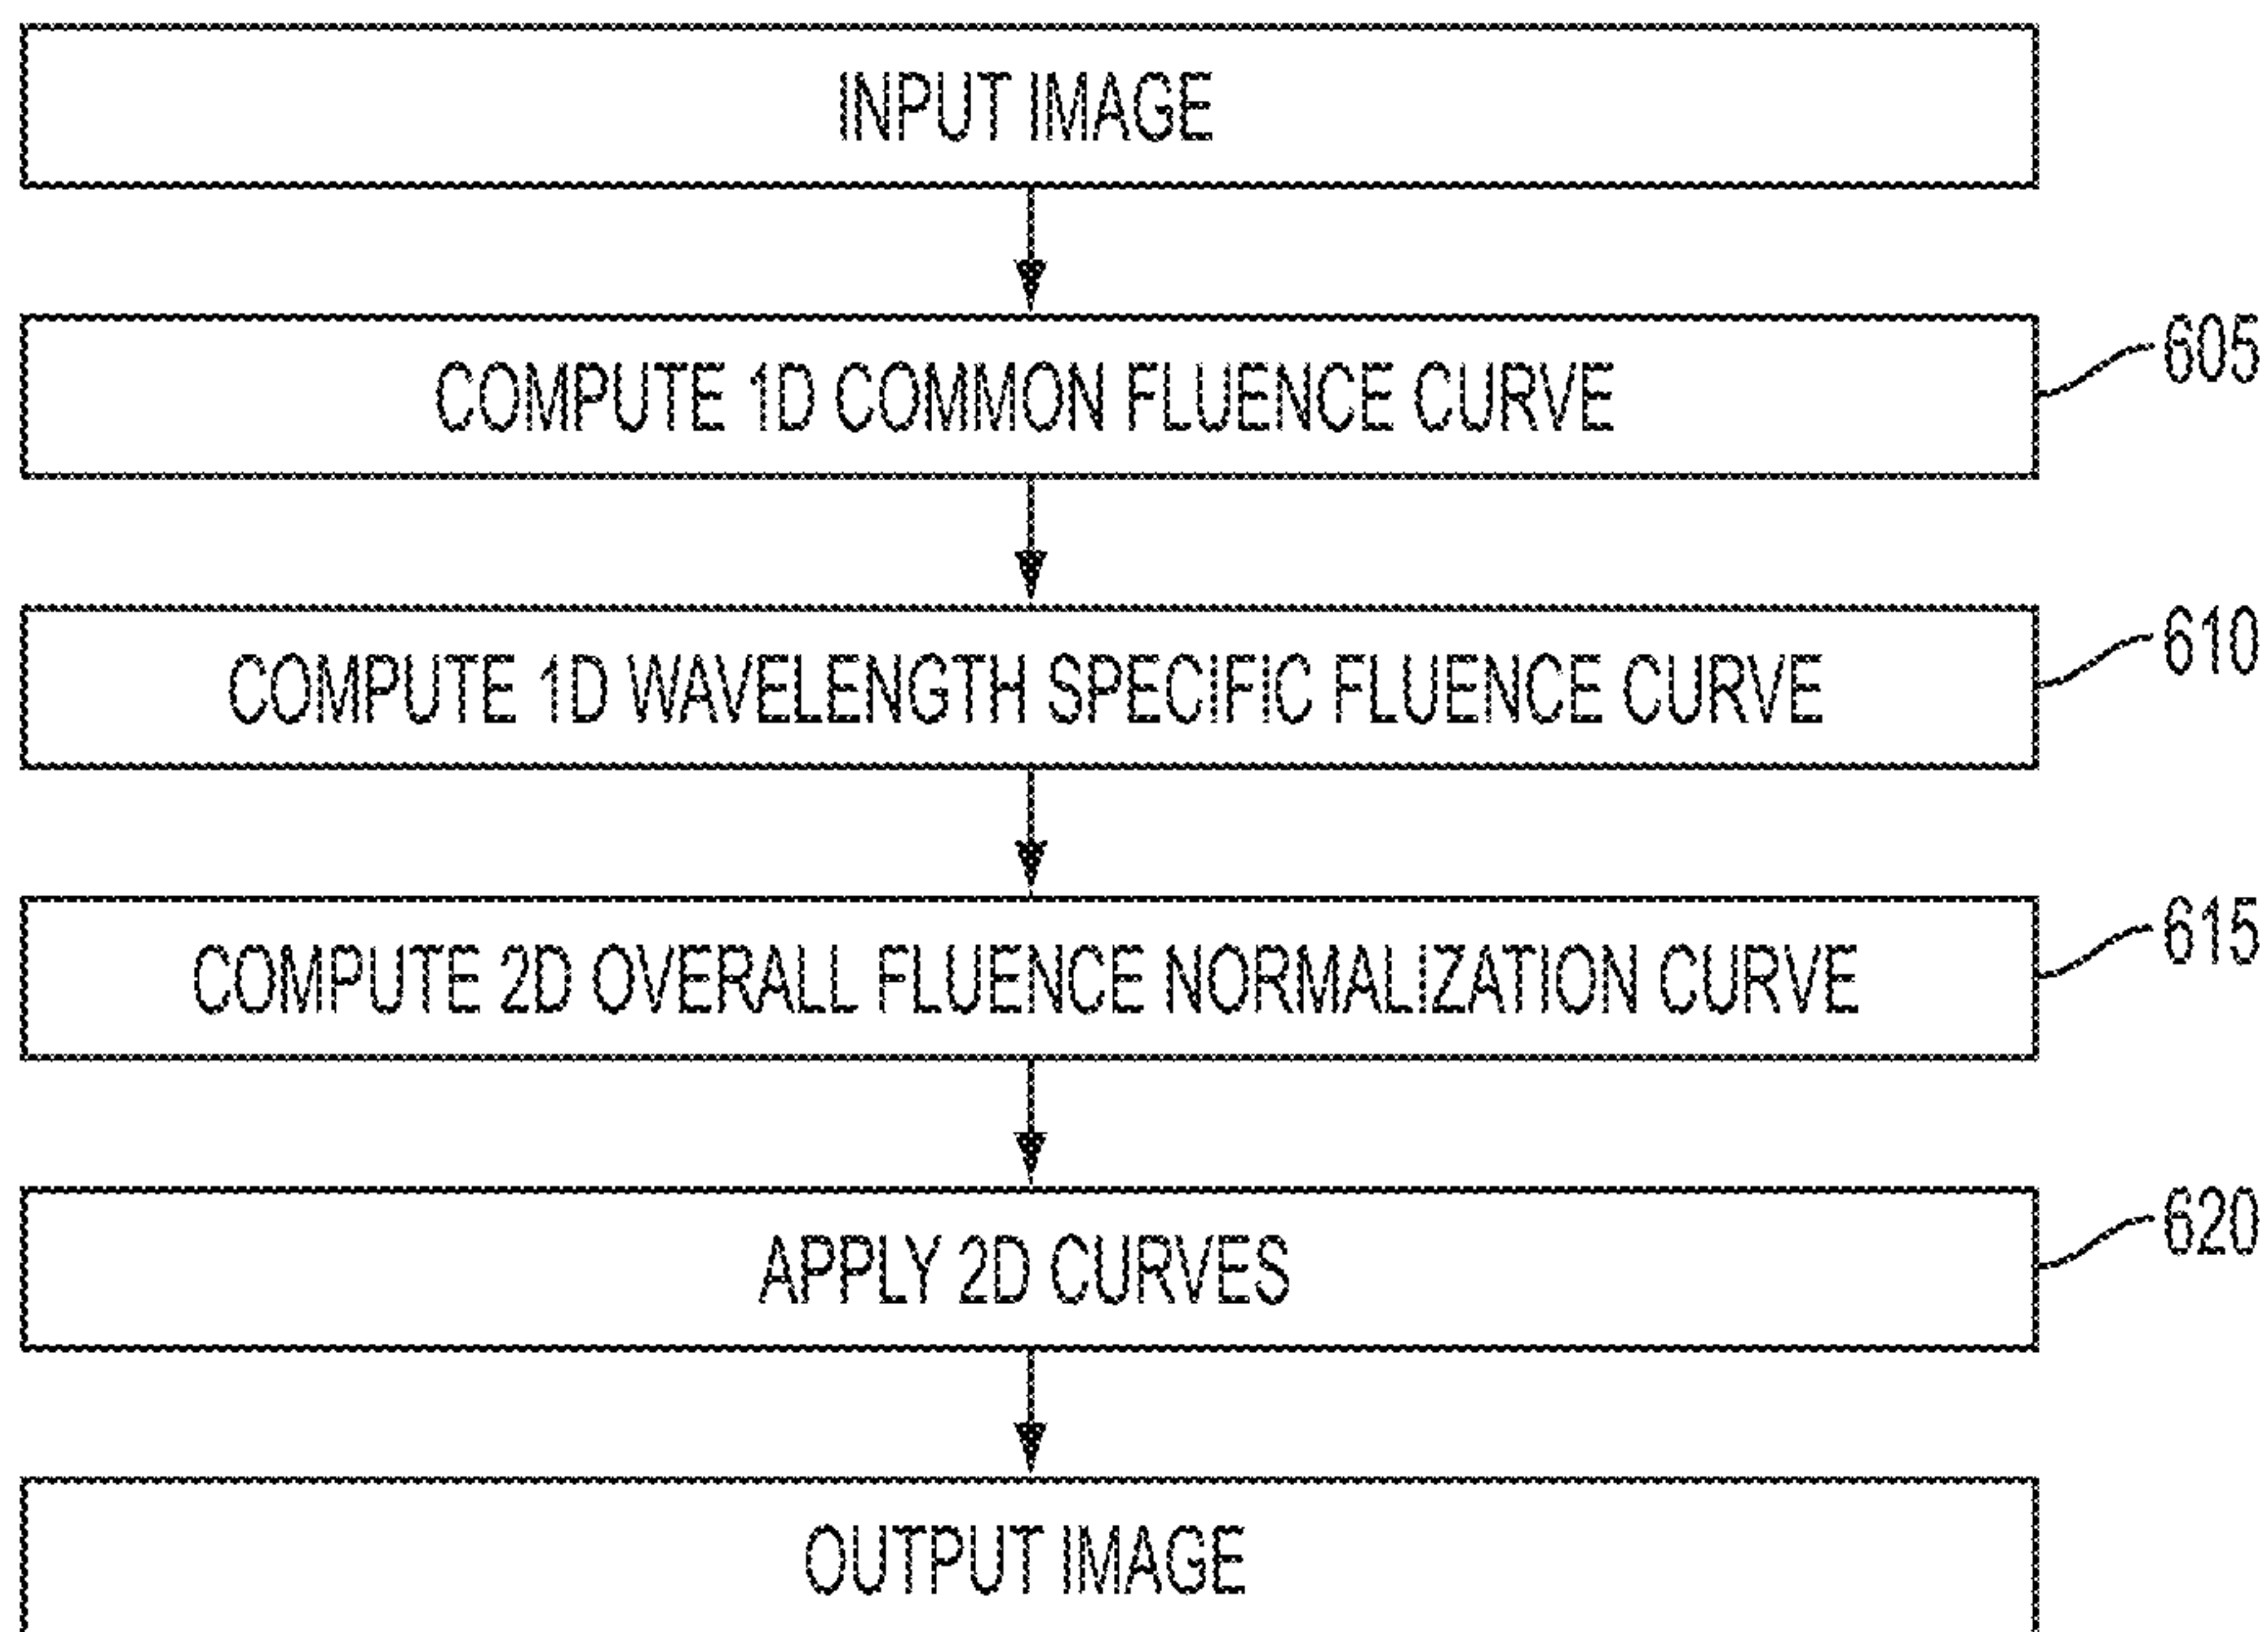 INPUT IMAGE
COMPUTE 1D COMMON FLUENCE CURVE
605
COMPUTE 1D WAVELENGTH SPECIFIC FLUENCE CURVE
610
COMPUTE 2D OVERALL FLUENCE NORMALIZATION CURVE
615
APPLY 2D CURVES
620
OUTPUT IMAGE